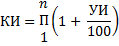 КИ = n П 1 (1 + УИ/100)